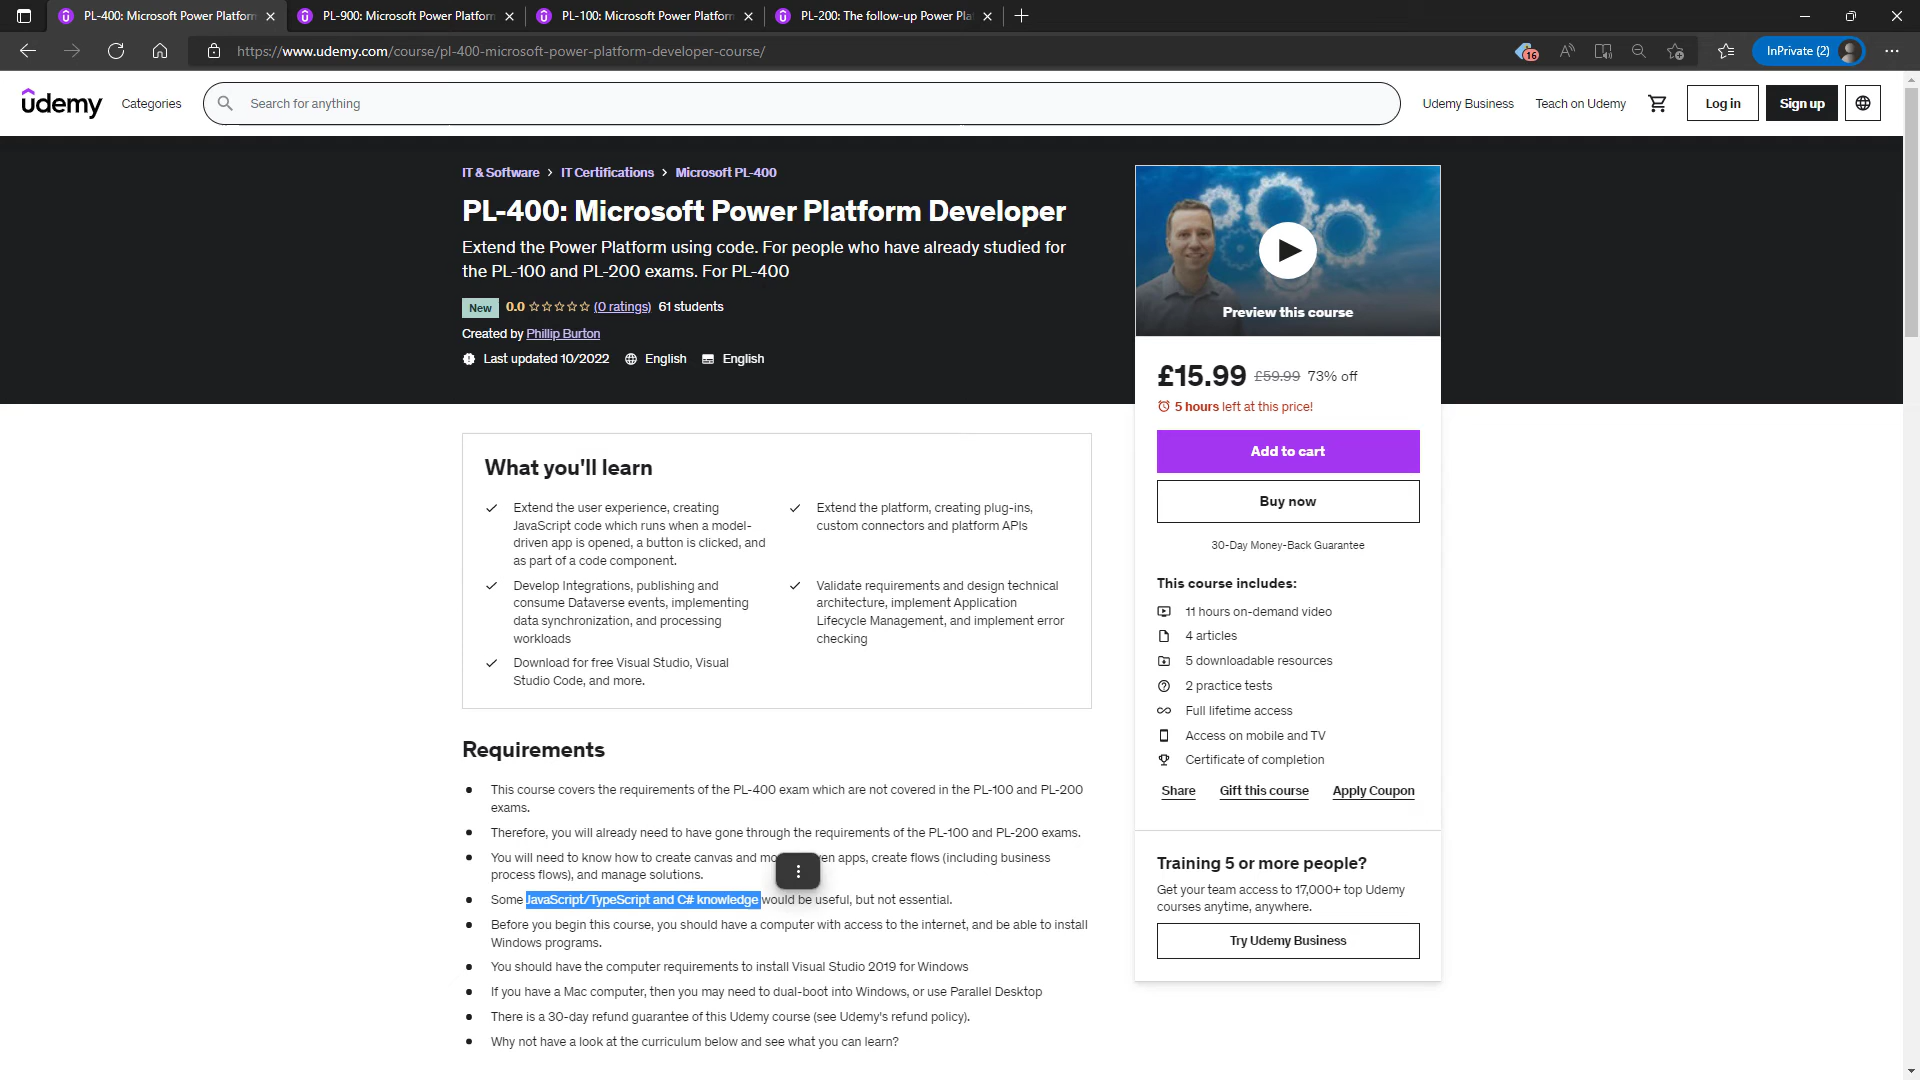 PL-400: Microsoft Power Platform
PL-900: Microsoft Power Platform
PL-100: Microsoft Power Platform
PL-200: The follow-up Power Pla
https://www.udemy.com/course/pl-400-microsoft-power-platform-developer-course/
16
InPrivate (2)
udemy
Categories
Search for anything
Udemy Business
Teach on Udemy
Log in
Sign up
IT & Software > IT Certifications > Microsoft PL-400
PL-400: Microsoft Power Platform Developer
Extend the Power Platform using code. For people who have already studied for
the PL-100 and PL-200 exams. For PL-400
New 0.0 (0 ratings) 61 students
Created by Phillip Burton
Last updated 10/2022 English English
Preview this course
£15.99 £59.99 73% off
5 hours left at this price!
Add to cart
Buy now
30-Day Money-Back Guarantee
This course includes:
11 hours on-demand video
4 articles
5 downloadable resources
2 practice tests
Full lifetime access
Access on mobile and TV
Certificate of completion
Share Gift this course Apply Coupon
Training 5 or more people?
Get your team access to 17,000+ top Udemy
courses anytime, anywhere.
Try Udemy Business
What you'll learn
Extend the user experience, creating
JavaScript code which runs when a model-
driven app is opened, a button is clicked, and
as part of a code component.
Extend the platform, creating plug-ins,
custom connectors and platform APIs
Develop Integrations, publishing and
consume Dataverse events, implementing
data synchronization, and processing
workloads
Validate requirements and design technical
architecture, implement Application
Lifecycle Management, and implement error
checking
Download for free Visual Studio, Visual
Studio Code, and more.
Requirements
This course covers the requirements of the PL-400 exam which are not covered in the PL-100 and PL-200
exams.
Therefore, you will already need to have gone through the requirements of the PL-100 and PL-200 exams.
You will need to know how to create canvas and mo en apps, create flows (including business
process flows), and manage solutions.
Some JavaScript/TypeScript and C# knowledge would be useful, but not essential.
Before you begin this course, you should have a computer with access to the internet, and be able to install
Windows programs.
You should have the computer requirements to install Visual Studio 2019 for Windows
If you have a Mac computer, then you may need to dual-boot into Windows, or use Parallel Desktop
There is a 30-day refund guarantee of this Udemy course (see Udemy's refund policy).
Why not have a look at the curriculum below and see what you can learn?